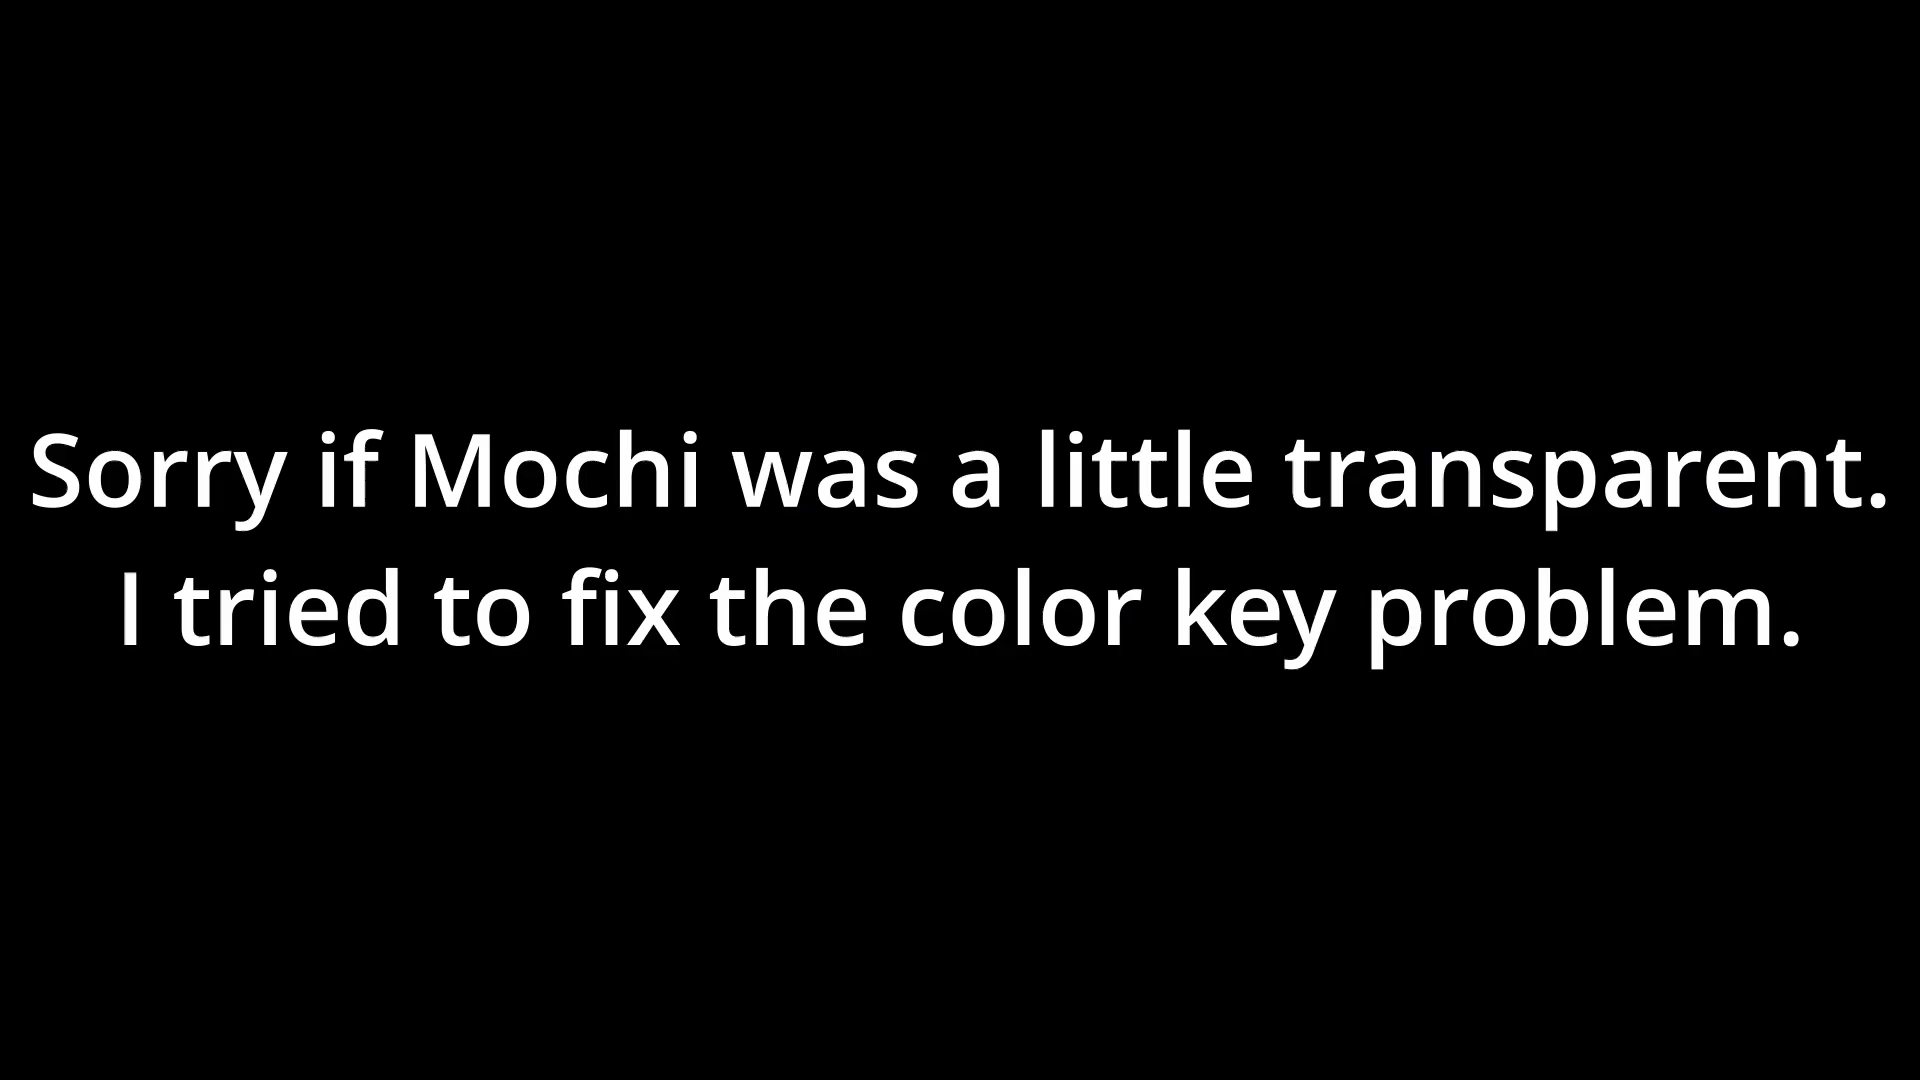 Sorry if Mochi was a little transparent.
I tried to fix the color key problem.